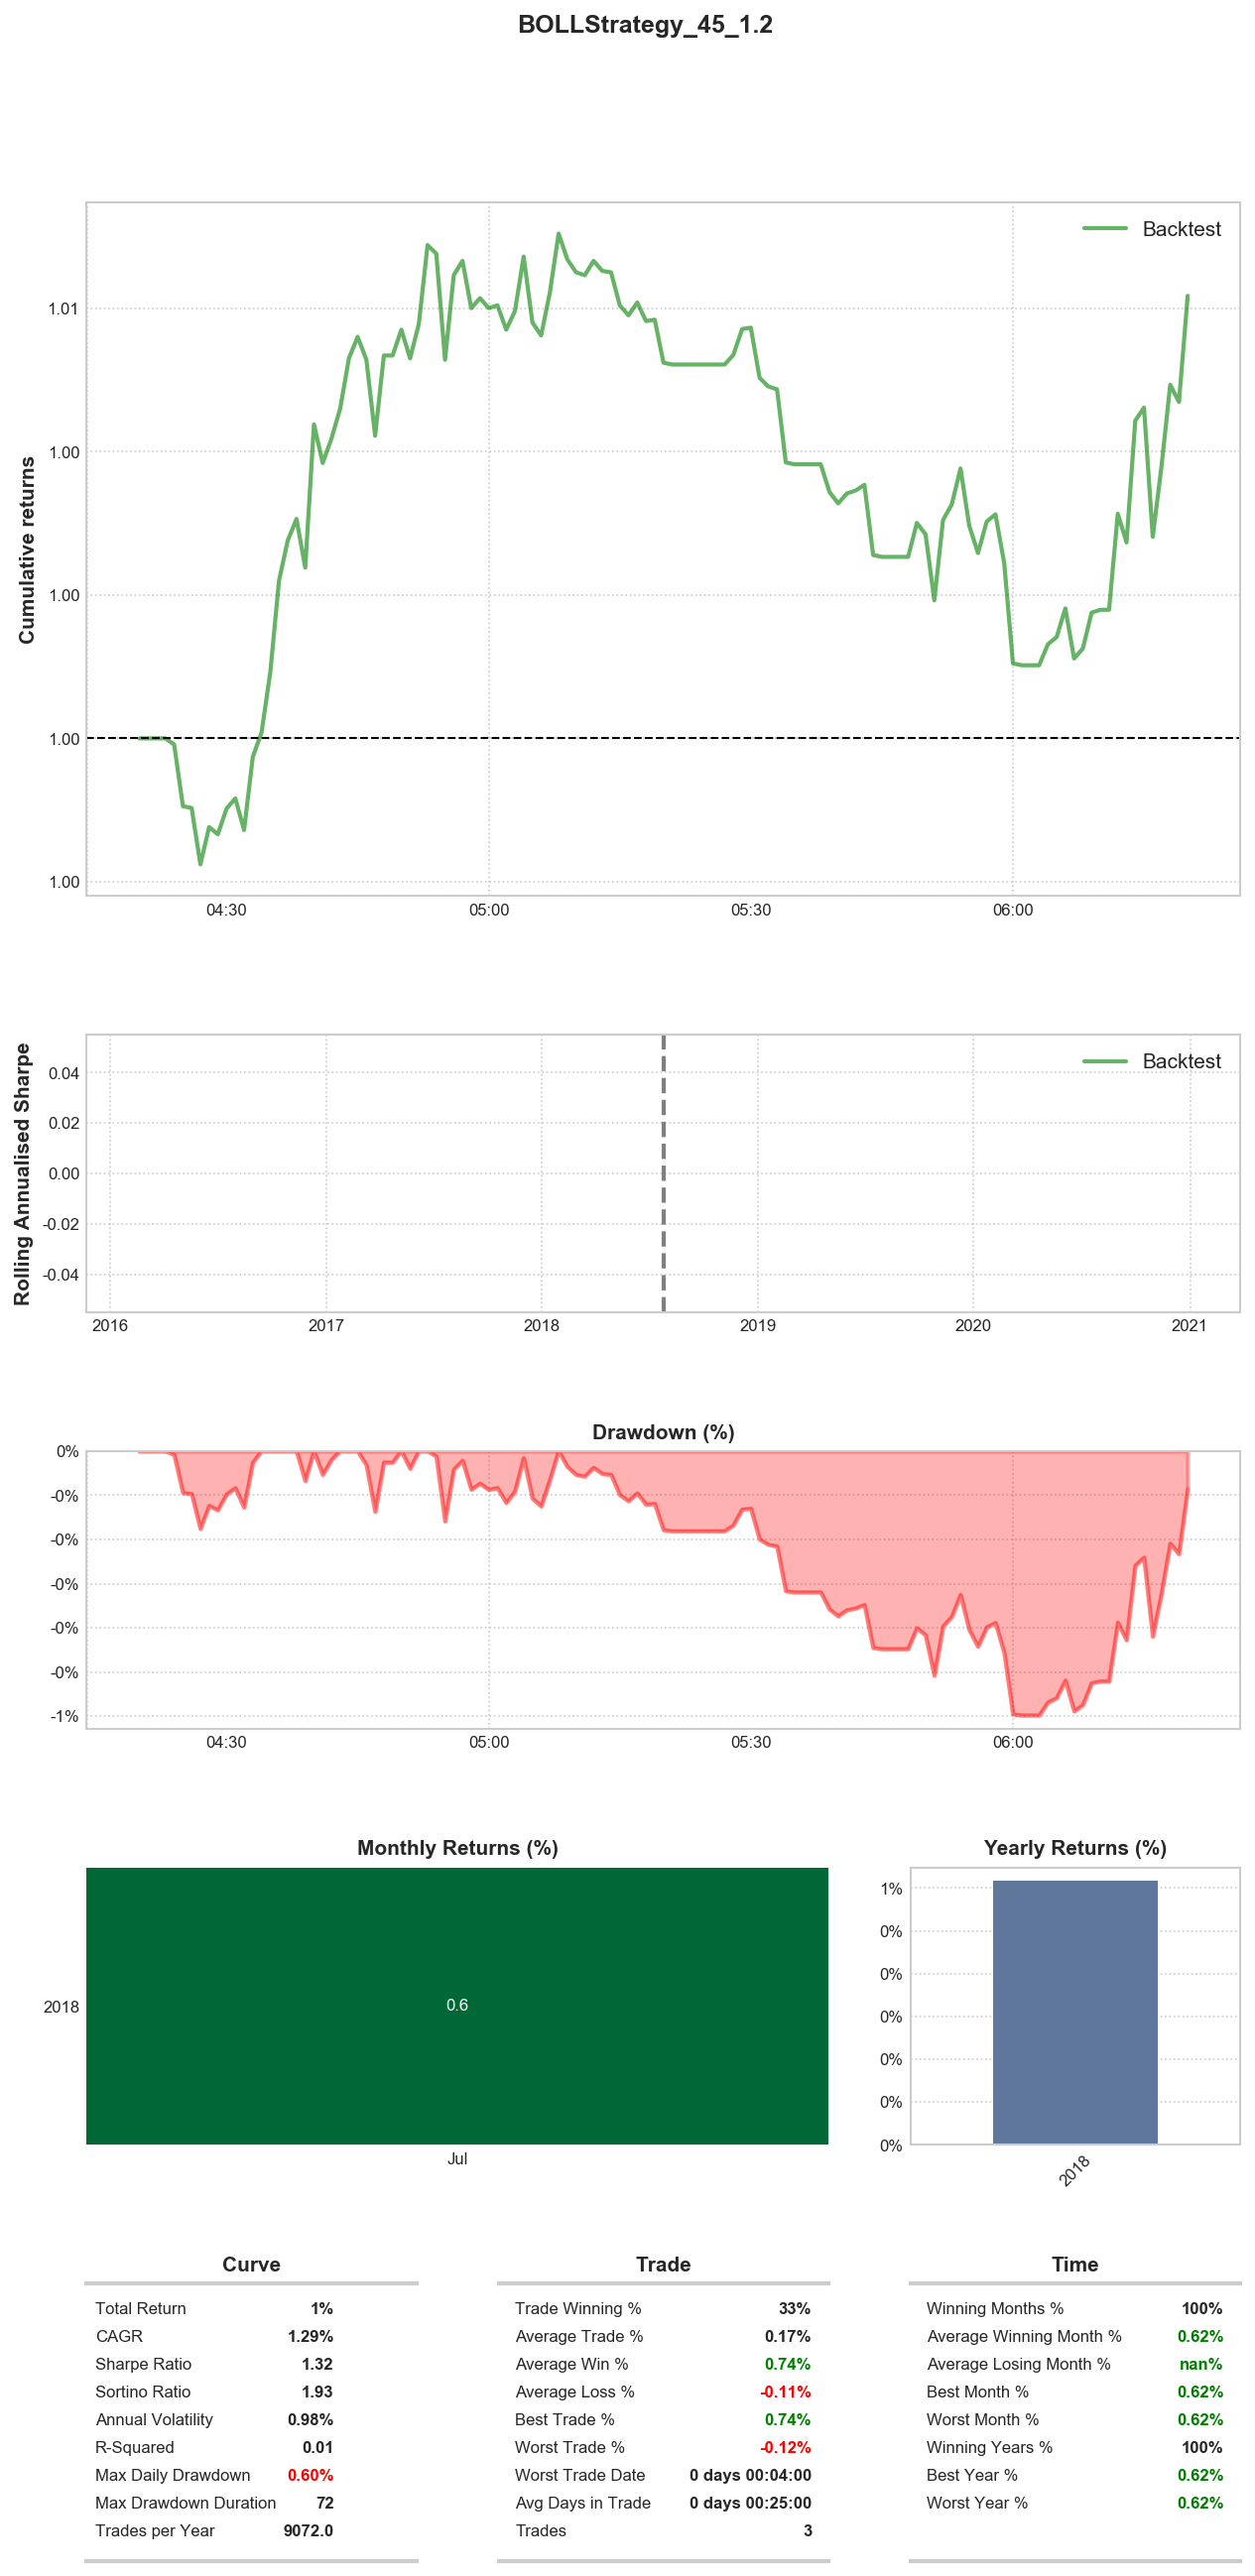 BOLLStrategy_45_1.2
Backtest
Cumulative returns
1.01
1.00
1.00
1.00
1.00
04:30 05:00 05:30 06:00
Backtest
Rolling Annualised Sharpe
0.04
0.02
0.00
-0.02
-0.04
2016 2017 2018 2019 2020 2021
Drawdown (%)
0%
-0%
-0%
-0%
-0%
-0%
-1%
04:30 05:00 05:30 06:00
Monthly Returns (%)
2018
0.6
Jul
Yearly Returns (%)
1%
0%
0%
0%
0%
0%
0%
2018
Curve
Total Return 1%
CAGR 1.29%
Sharpe Ratio 1.32
Sortino Ratio 1.93
Annual Volatility 0.98%
R-Squared 0.01
Max Daily Drawdown 0.60%
Max Drawdown Duration 72
Trades per Year 9072.0
Trade
Trade Winning % 33%
Average Trade % 0.17%
Average Win % 0.74%
Average Loss % -0.11%
Best Trade % 0.74%
Worst Trade % -0.12%
Worst Trade Date 0 days 00:04:00
Avg Days in Trade 0 days 00:25:00
Trades 3
Time
Winning Months % 100%
Average Winning Month % 0.62%
Average Losing Month % nan%
Best Month % 0.62%
Worst Month % 0.62%
Winning Years % 100%
Best Year % 0.62%
Worst Year % 0.62%